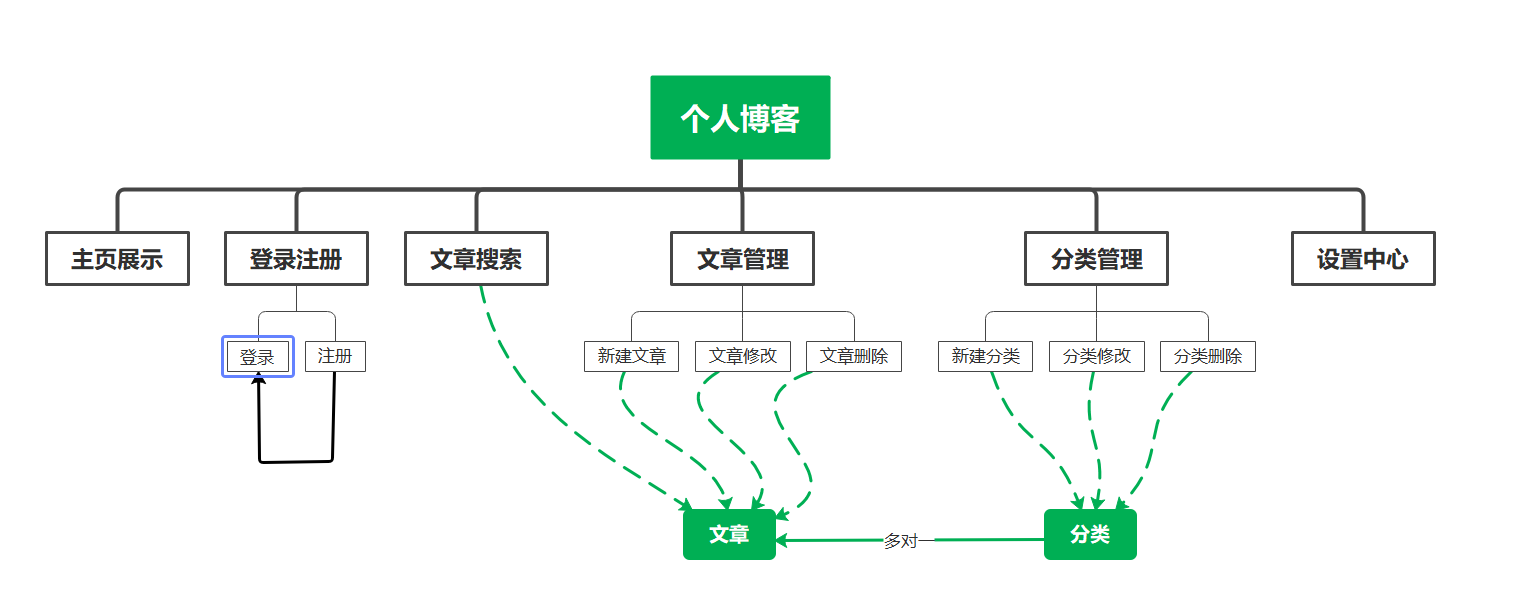 个人博客
主页展示
登录注册
文章搜索
文章管理
分类管理
设置中心
登录
注册
新建文章
文章修改
文章删除
新建分类
分类修改
分类删除
文章
多对一
分类